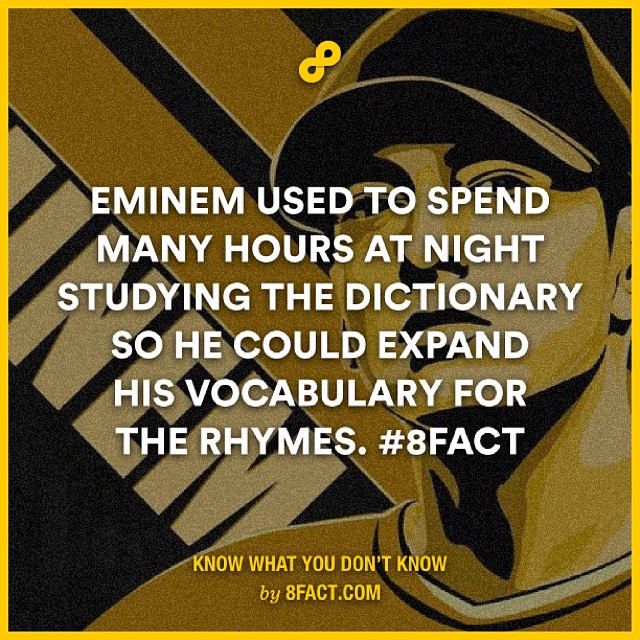 EMINEM USED TO SPEND
MANY HOURS AT NIGHT
STUDYING THE DICTIONARY
SO HE COULD EXPAND
HIS VOCABULARY FOR
THE RHYMES. #8FACT
KNOW WHAT YOU DON'T KNOW
by 8FACT.COM